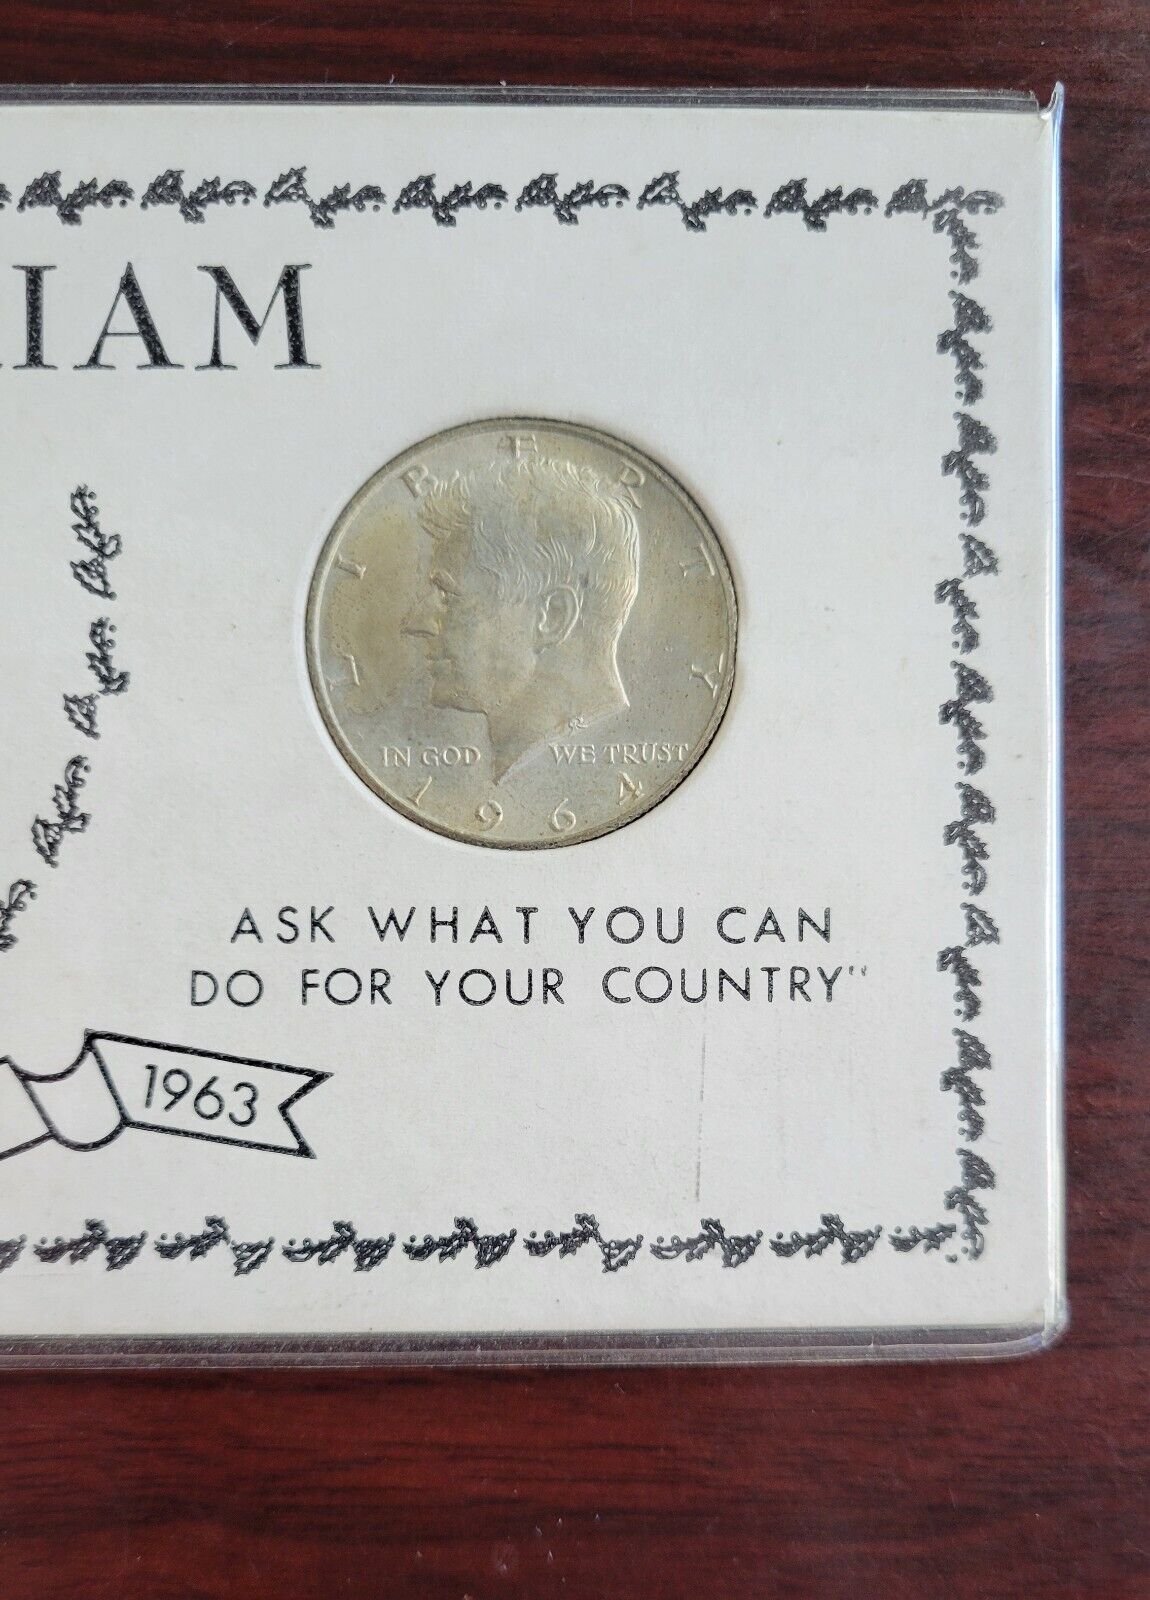 IAM
LIBERTY
IN GOD WE TRUST
1964
ASK WHAT YOU CAN
DO FOR YOUR COUNTRY"
1963